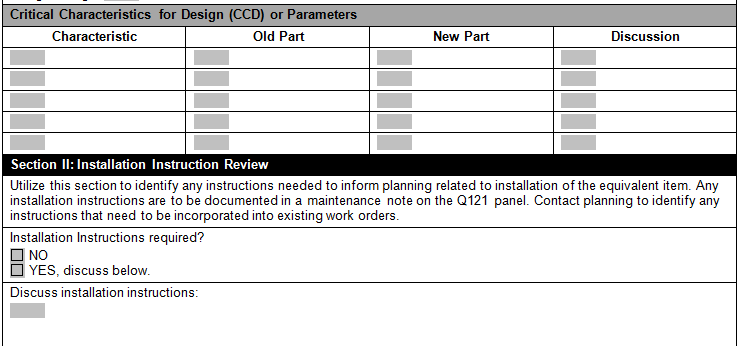 Critical Characteristics for Design (CCD) or Parameters
Characteristic Old Part New Part Discussion
Section II: Installation Instruction Review
Utilize this section to identify any instructions needed to inform planning related to installation of the equivalent item. Any
installation instructions are to be documented in a maintenance note on the Q121 panel. Contact planning to identify any
instructions that need to be incorporated into existing work orders.
Installation Instructions required?
NO
YES, discuss below.
Discuss installation instructions: